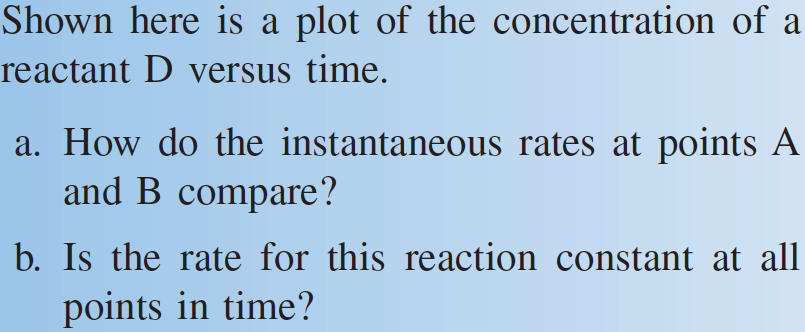 Shown here is a plot of the concentration of a
reactant D versus time.
a. How do the instantaneous rates at points A
and B compare?
b. Is the rate for this reaction constant at all
points in time?